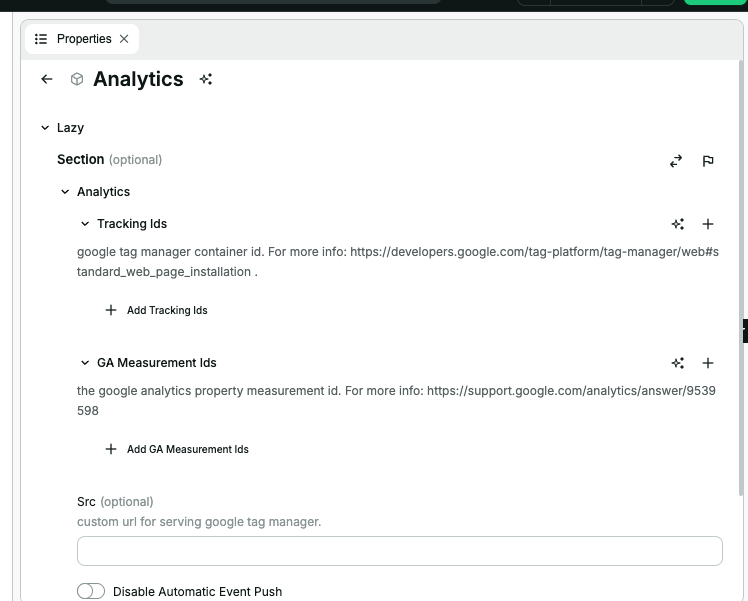 Properties
Analytics
Lazy
Section (optional)
Analytics
Tracking Ids
google tag manager container id. For more info: https://developers.google.com/tag-platform/tag-manager/web#s
tandard_web_page_installation .
Add Tracking Ids
GA Measurement Ids
the google analytics property measurement id. For more info: https://support.google.com/analytics/answer/9539
598
Add GA Measurement Ids
Src (optional)
custom url for serving google tag manager.
Disable Automatic Event Push